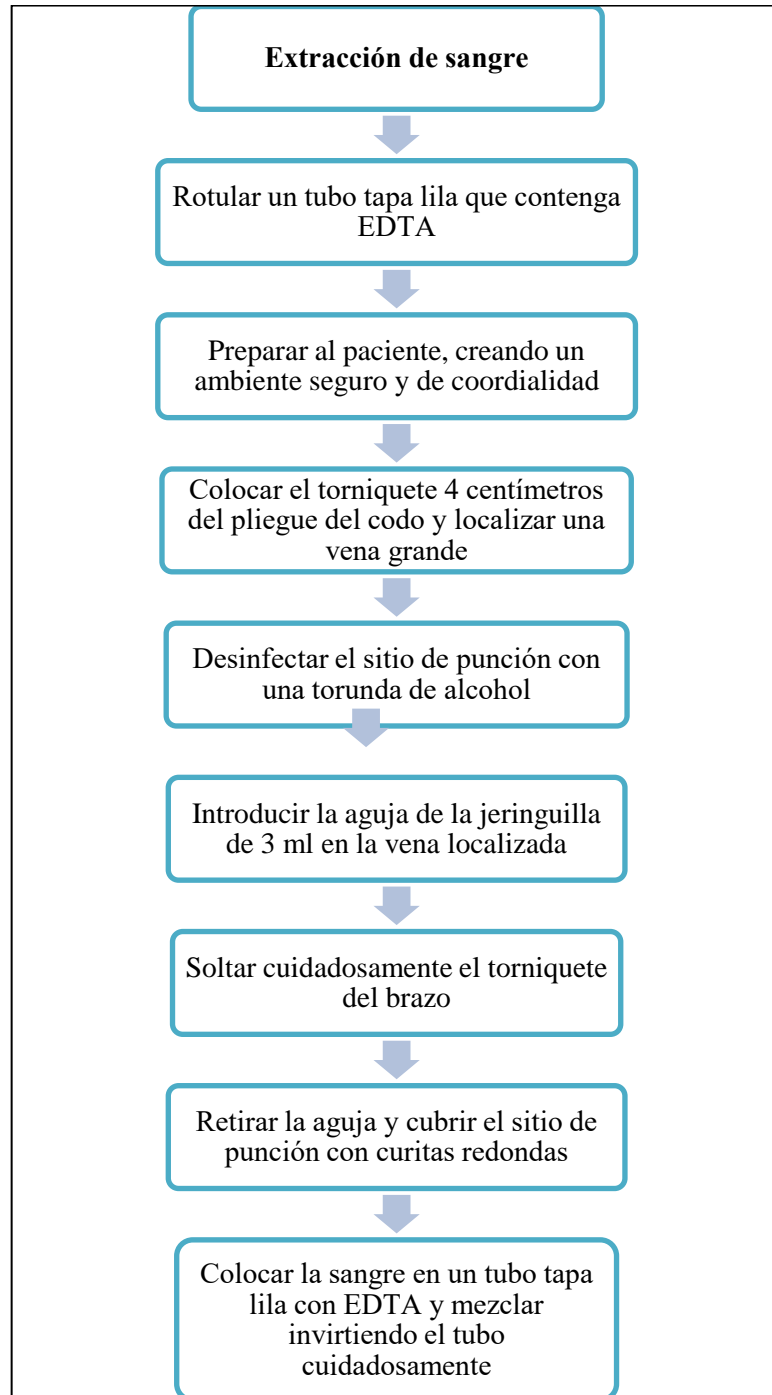 Extracción de sangre
Rotular un tubo tapa lila que contenga
EDTA
Preparar al paciente, creando un
ambiente seguro y de coordialidad
Colocar el torniquete 4 centímetros
del pliegue del codo y localizar una
vena grande
Desinfectar el sitio de punción con
una torunda de alcohol
Introducir la aguja de la jeringuilla
de 3 ml en la vena localizada
Soltar cuidadosamente el torniquete
del brazo
Retirar la aguja y cubrir el sitio de
punción con curitas redondas
Colocar la sangre en un tubo tapa
lila con EDTA y mezclar
invirtiendo el tubo
cuidadosamente